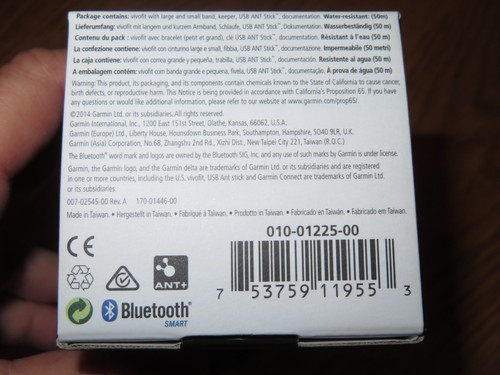 Package contains: vívofit with large and small band, keeper, USB ANT Stick™, documentation. Water-resistant: (50m)
Lieferumfang: vívofit mit langem und kurzem Armband, Schlaufe, USB ANT Stick™, Dokumentation. Wasserbeständig (50 m)
Contenu du pack : vívofit avec bracelet (petit et grand), clé USB ANT Stick™, documentation. Résistant à l'eau (50 m)
La confezione contiene: vívofit con cinturino large e small, fibbia, USB ANT Stick™, documentazione. Impermeabile (50 metri)
La caja contiene: vívofit con correa grande y pequeña, trabilla, USB ANT Stick™, documentación. Resistente al agua (50 m)
A embalagem contém: vívofit com banda grande e pequena, fivela, USB ANT Stick™, documentação. À prova de água (50 m)
Warning: This product, its packaging, and its components contain chemicals known to the State of California to cause cancer,
birth defects, or reproductive harm. This Notice is being provided in accordance with California's Proposition 65. If you have
any questions or would like additional information, please refer to our website at www.garmin.com/prop65/.
©2014 Garmin Ltd. or its subsidiaries. All rights reserved.
Garmin International, Inc., 1200 East 151st Street, Olathe, Kansas, 66062, U.S.A.
Garmin (Europe) Ltd., Liberty House, Hounsdown Business Park, Southampton, Hampshire, SO40 9LR, U.K.
Garmin (Asia) Corporation, No.68, Zhangshu 2nd Rd., Xizhi Dist., New Taipei City 221, Taiwan (R.O.C.)
The Bluetooth® word mark and logos are owned by the Bluetooth SIG, Inc. and any use of such marks by Garmin is under license.
Garmin, the Garmin logo, and the Garmin delta are trademarks of Garmin Ltd. or its subsidiaries and are registered
in one or more countries, including the U.S. vívofit, USB ANT stick and Garmin Connect are trademarks of Garmin Ltd.
or its subsidiaries.
007-02545-00 Rev. A 170-01446-00
Made in Taiwan. • Hergestellt in Taiwan. • Fabriqué à Taiwan. • Prodotto in Taiwan. • Fabricado en Taiwán. • Fabricado em Taiwan.
010-01225-00
CE
ANT+
7 53759 11955 3
Bluetooth®
SMART